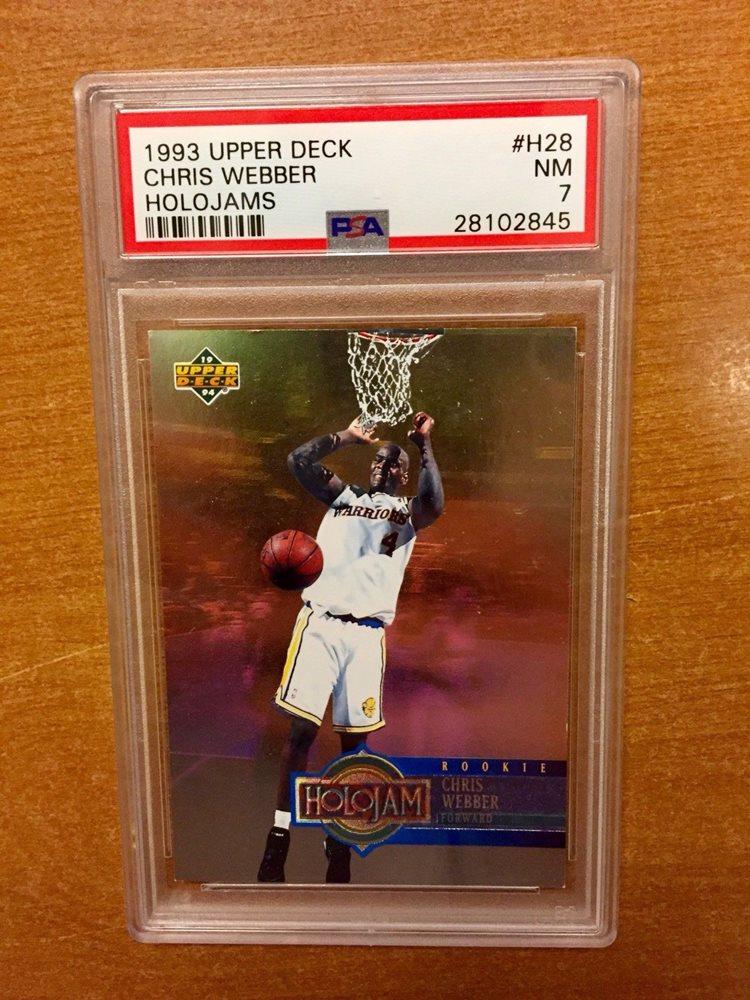 1993 UPPER DECK #H28
CHRIS WEBBER NM
HOLOJAMS 7
PSA 28102845
19
UPPER
D·E·C·K
94 ®
WARRIORS
4
ROOKIE
CHRIS
WEBBER
FORWARD
HOLOJAM